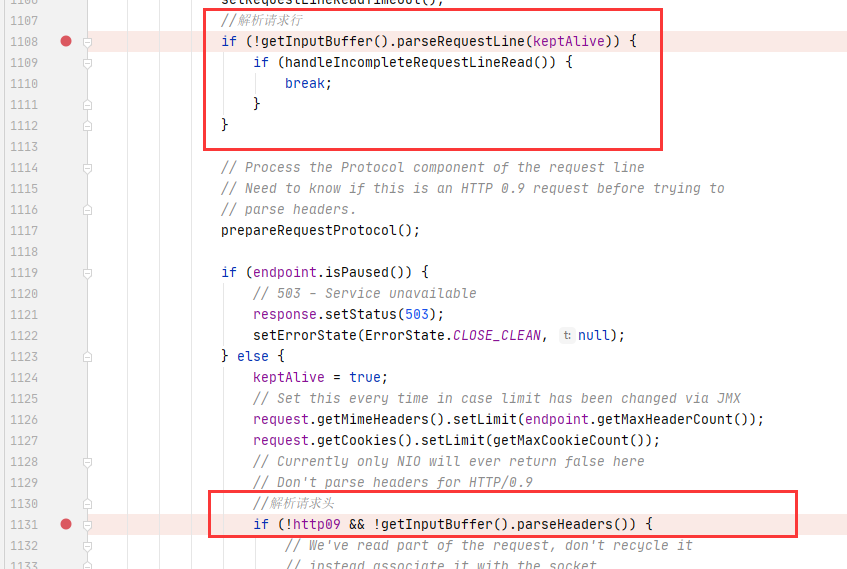 1106 setRequestLineReadTimeout();
1107 //解析请求行
1108 if (!getInputBuffer().parseRequestLine(keptAlive)) {
1109 if (handleIncompleteRequestLineRead()) {
1110 break;
1111 }
1112 }
1113
1114 // Process the Protocol component of the request line
1115 // Need to know if this is an HTTP 0.9 request before trying to
1116 // parse headers.
1117 prepareRequestProtocol();
1118
1119 if (endpoint.isPaused()) {
1120 // 503 - Service unavailable
1121 response.setStatus(503);
1122 setErrorState(ErrorState.CLOSE_CLEAN, t: null);
1123 } else {
1124 keptAlive = true;
1125 // Set this every time in case limit has been changed via JMX
1126 request.getMimeHeaders().setLimit(endpoint.getMaxHeaderCount());
1127 request.getCookies().setLimit(getMaxCookieCount());
1128 // Currently only NIO will ever return false here
1129 // Don't parse headers for HTTP/0.9
1130 //解析请求头
1131 if (!http09 && !getInputBuffer().parseHeaders()) {
1132 // We've read part of the request, don't recycle it
1133 // instead associate it with the socket